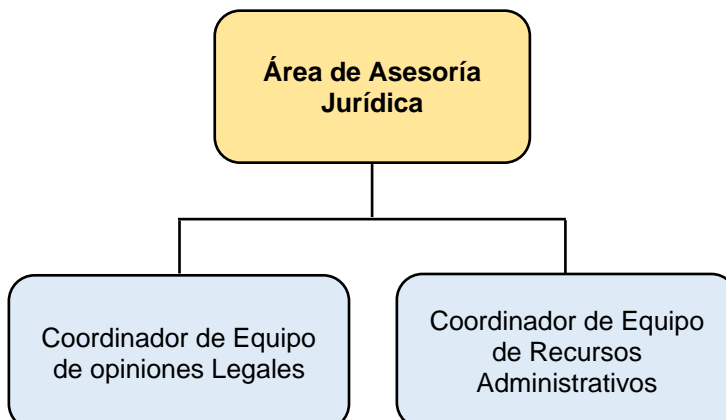 Área de Asesoría
Jurídica
Coordinador de Equipo
de opiniones Legales
Coordinador de Equipo
de Recursos
Administrativos